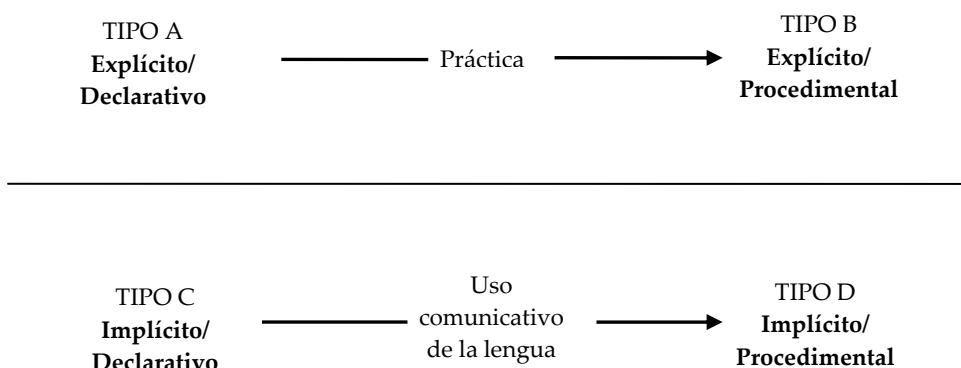 TIPO A
Explícito/
Declarativo
Práctica
TIPO B
Explícito/
Procedimental
TIPO C
Implícito/
Declarativo
Uso
comunicativo
de la lengua
TIPO D
Implícito/
Procedimental